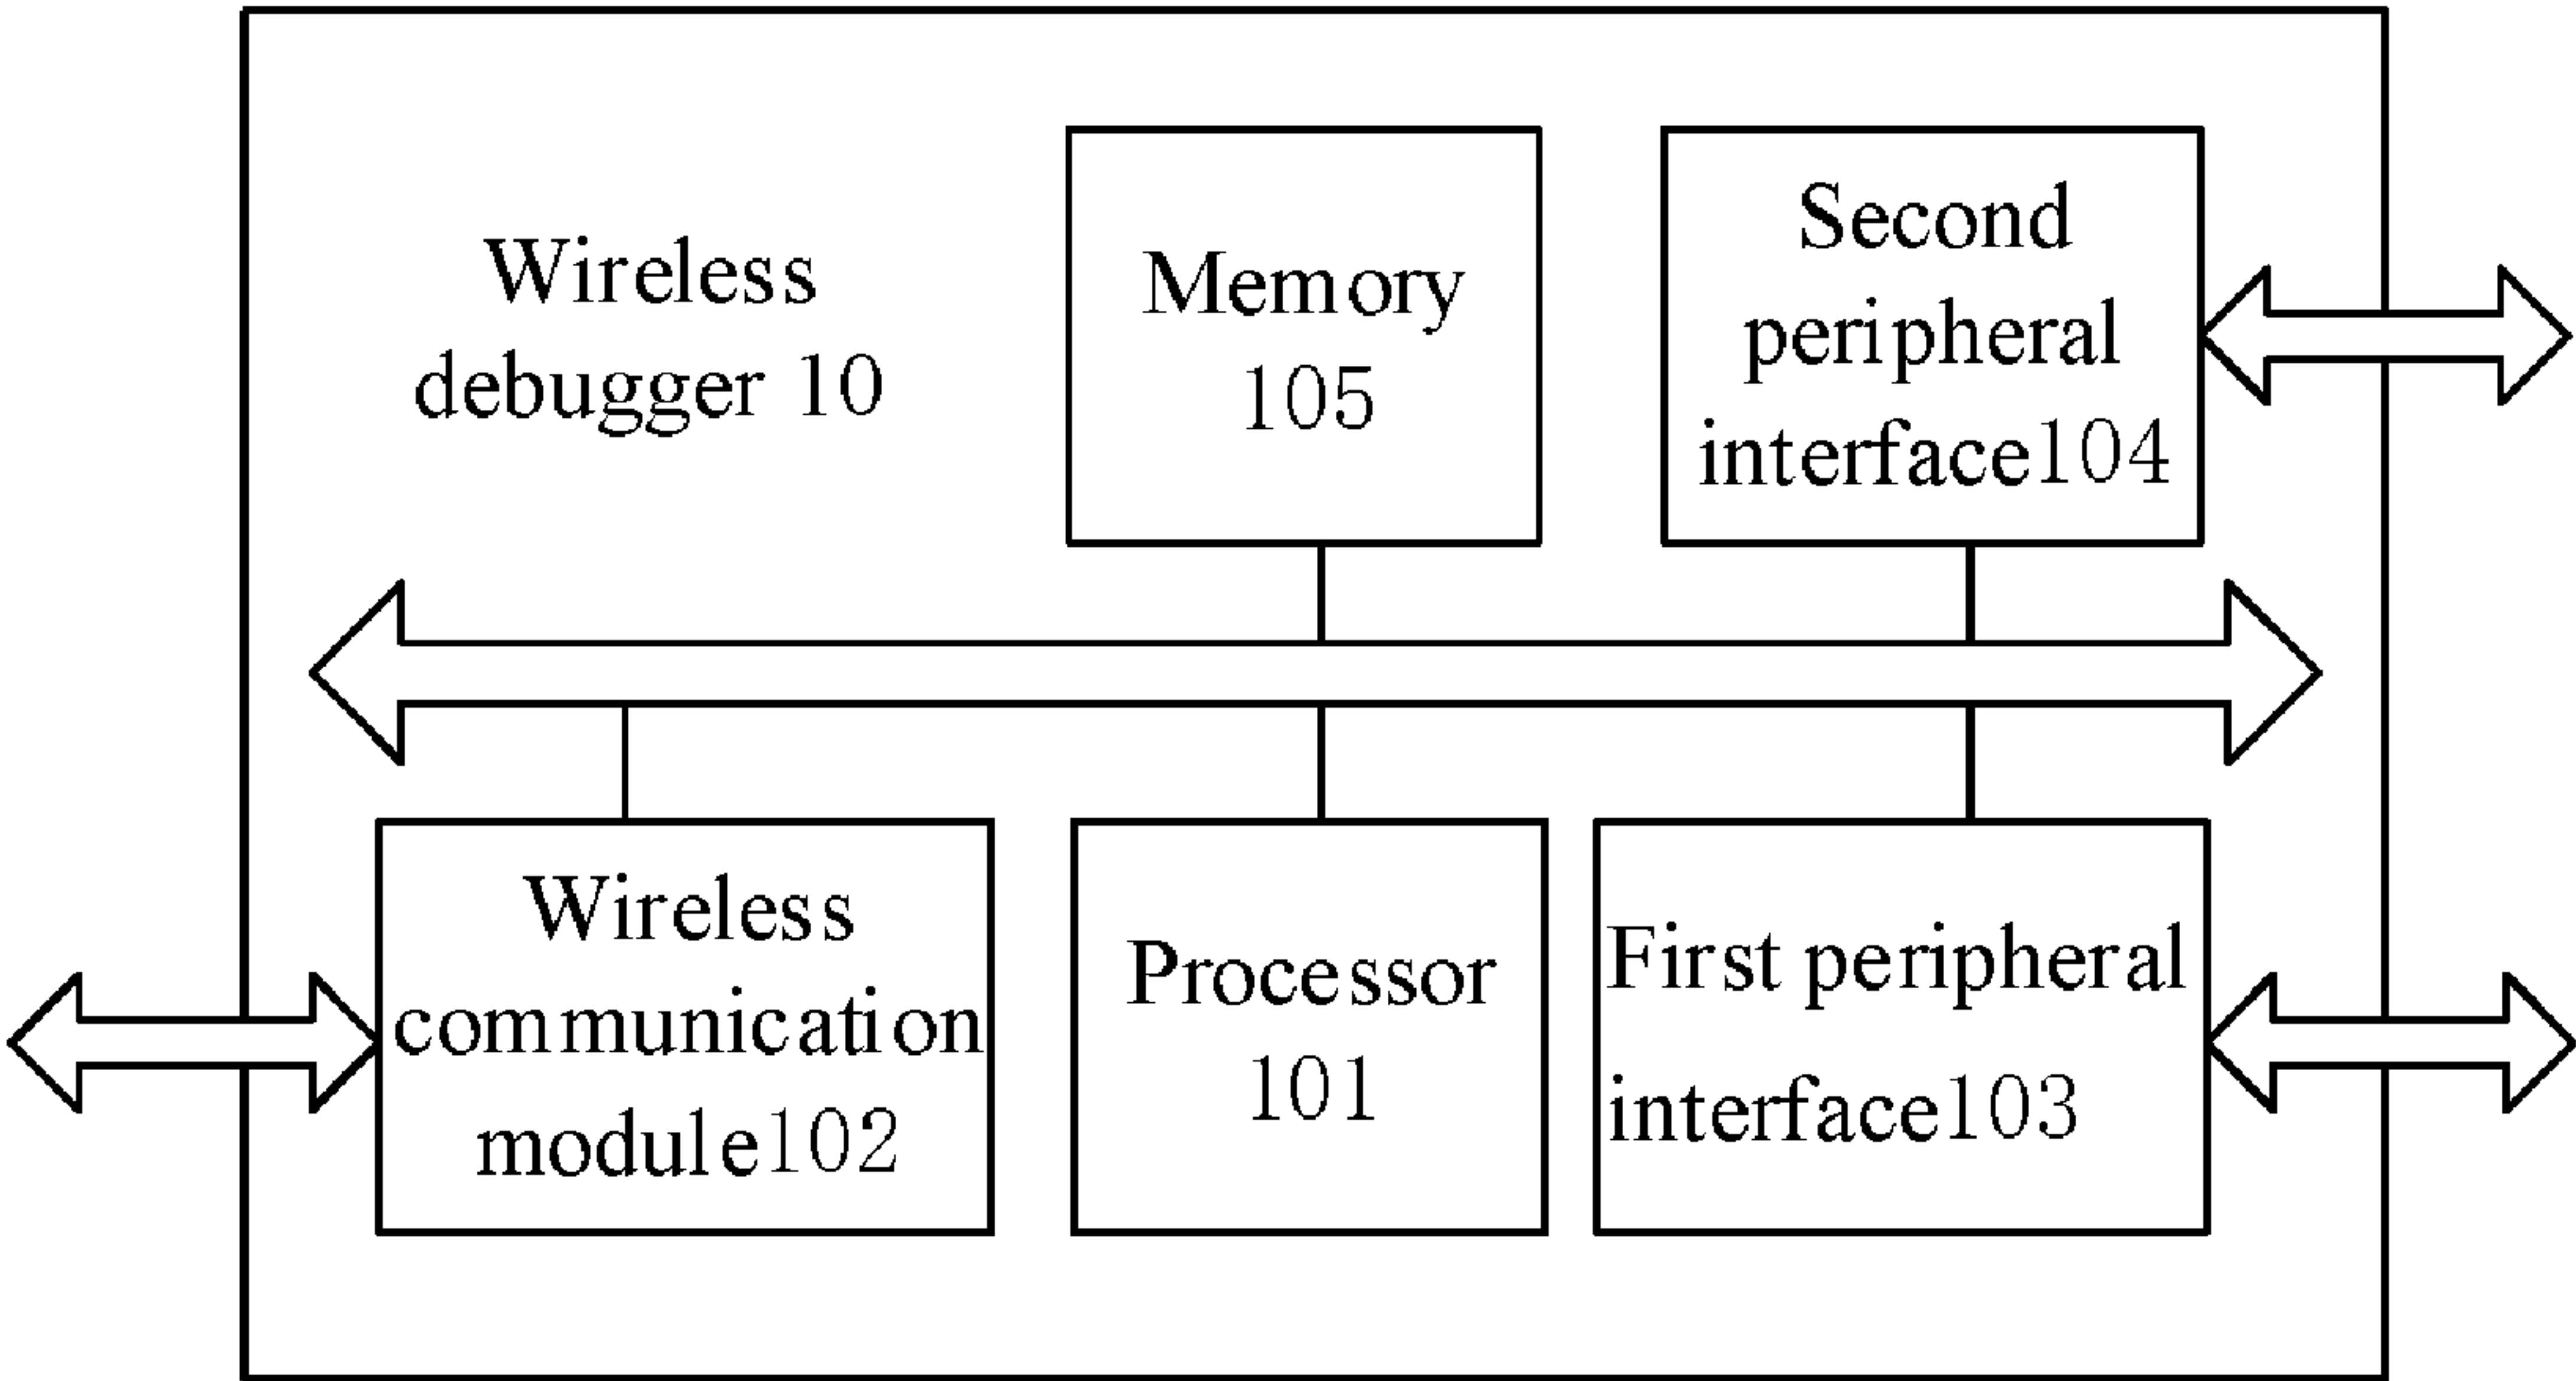 Wireless
debugger 10
Memory
105
Second
peripheral
interface104
Wireless
communication
module102
Processor
101
First peripheral
interface103